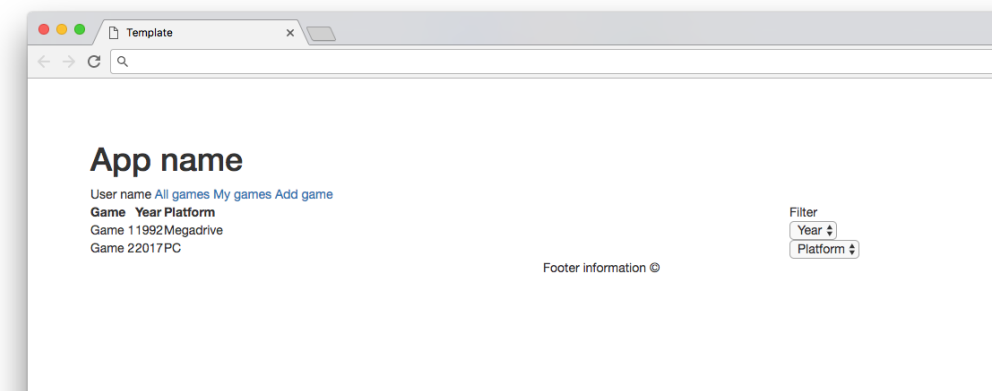 Template
App name
User name All games My games Add game
Game Year Platform
Filter
Game 1 1992 Megadrive
Year
Game 2 2017 PC
Platform
Footer information ©